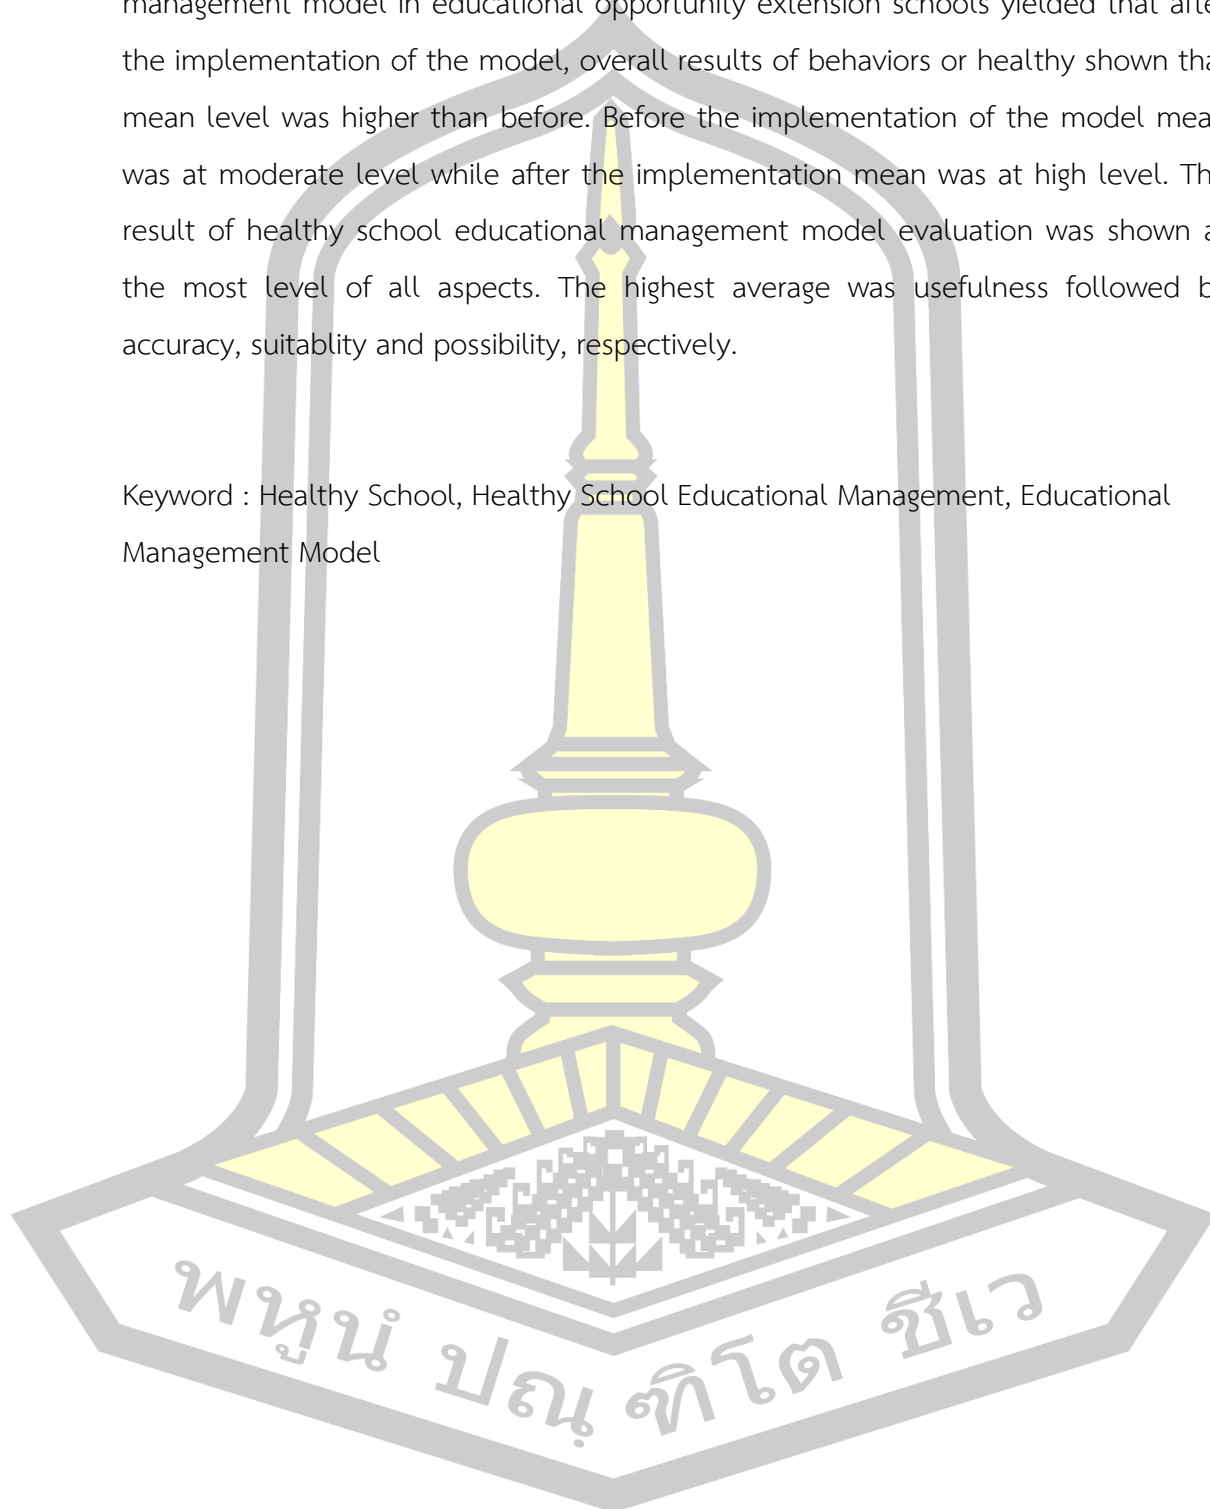 management model in educational opportunity extension schools yielded that
the implementation of the model, overall results of behaviors or healthy shown
mean level was higher than before. Before the implementation of the model
was at moderate level while after the implementation mean was at high level.
result of healthy school educational management model evaluation was shown
the most level of all aspects. The highest average was usefulness followed
accuracy, suitablity and possibility, respectively.
Keyword : Healthy School, Healthy School Educational Management, Educational
Management Model
พหูนํ ปณฺฑิโต ชีเว